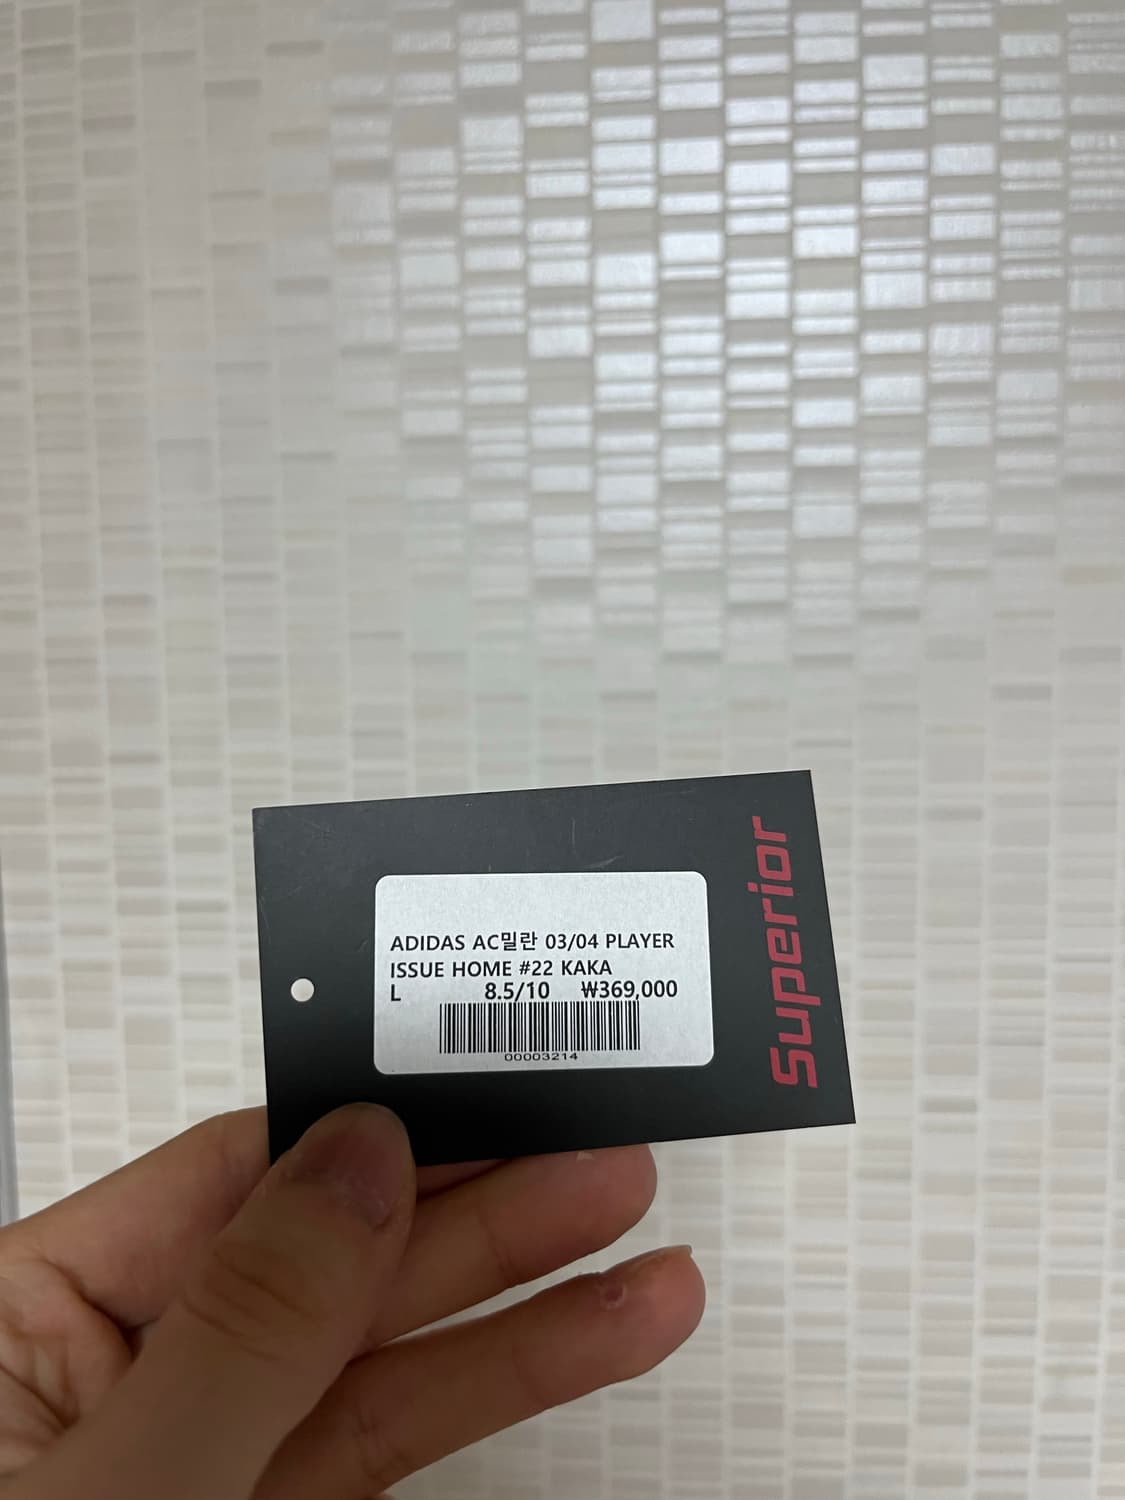 ADIDAS AC밀란 03/04 PLAYER
ISSUE HOME #22 KAKA
L 8.5/10 ₩369,000
00003214
Superior